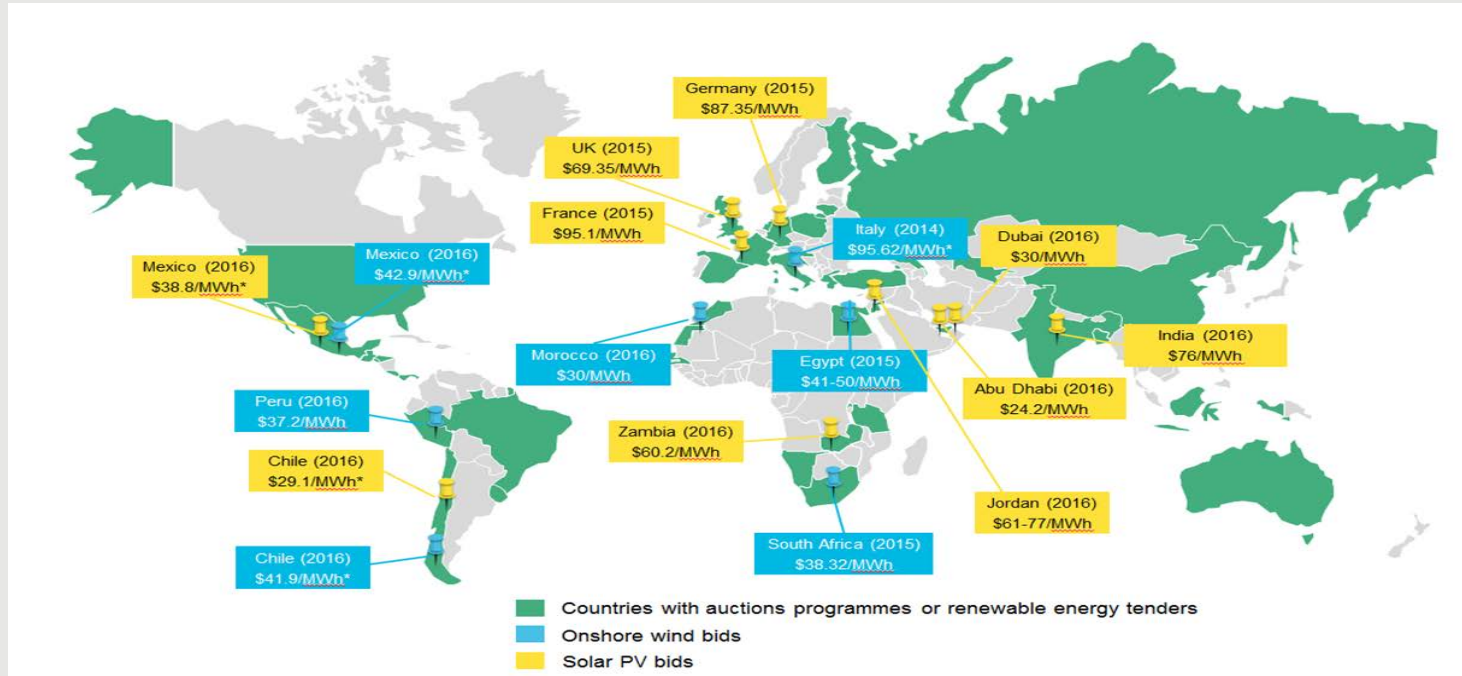 Germany (2015)
$87.35/MWh
UK (2015)
$69.35/MWh
France (2015)
$95.1/MWh
Italy (2014)
$95.62/MWh*
Dubai (2016)
$30/MWh
Mexico (2016)
$38.8/MWh*
Mexico (2016)
$42.9/MWh*
India (2016)
$76/MWh
Morocco (2016)
$30/MWh
Egypt (2015)
$41-50/MWh
Abu Dhabi (2016)
$24.2/MWh
Peru (2016)
$37.2/MWh
Zambia (2016)
$60.2/MWh
Chile (2016)
$29.1/MWh*
Jordan (2016)
$61-77/MWh
South Africa (2015)
$38.32/MWh
Chile (2016)
$41.9/MWh*
Countries with auctions programmes or renewable energy tenders
Onshore wind bids
Solar PV bids